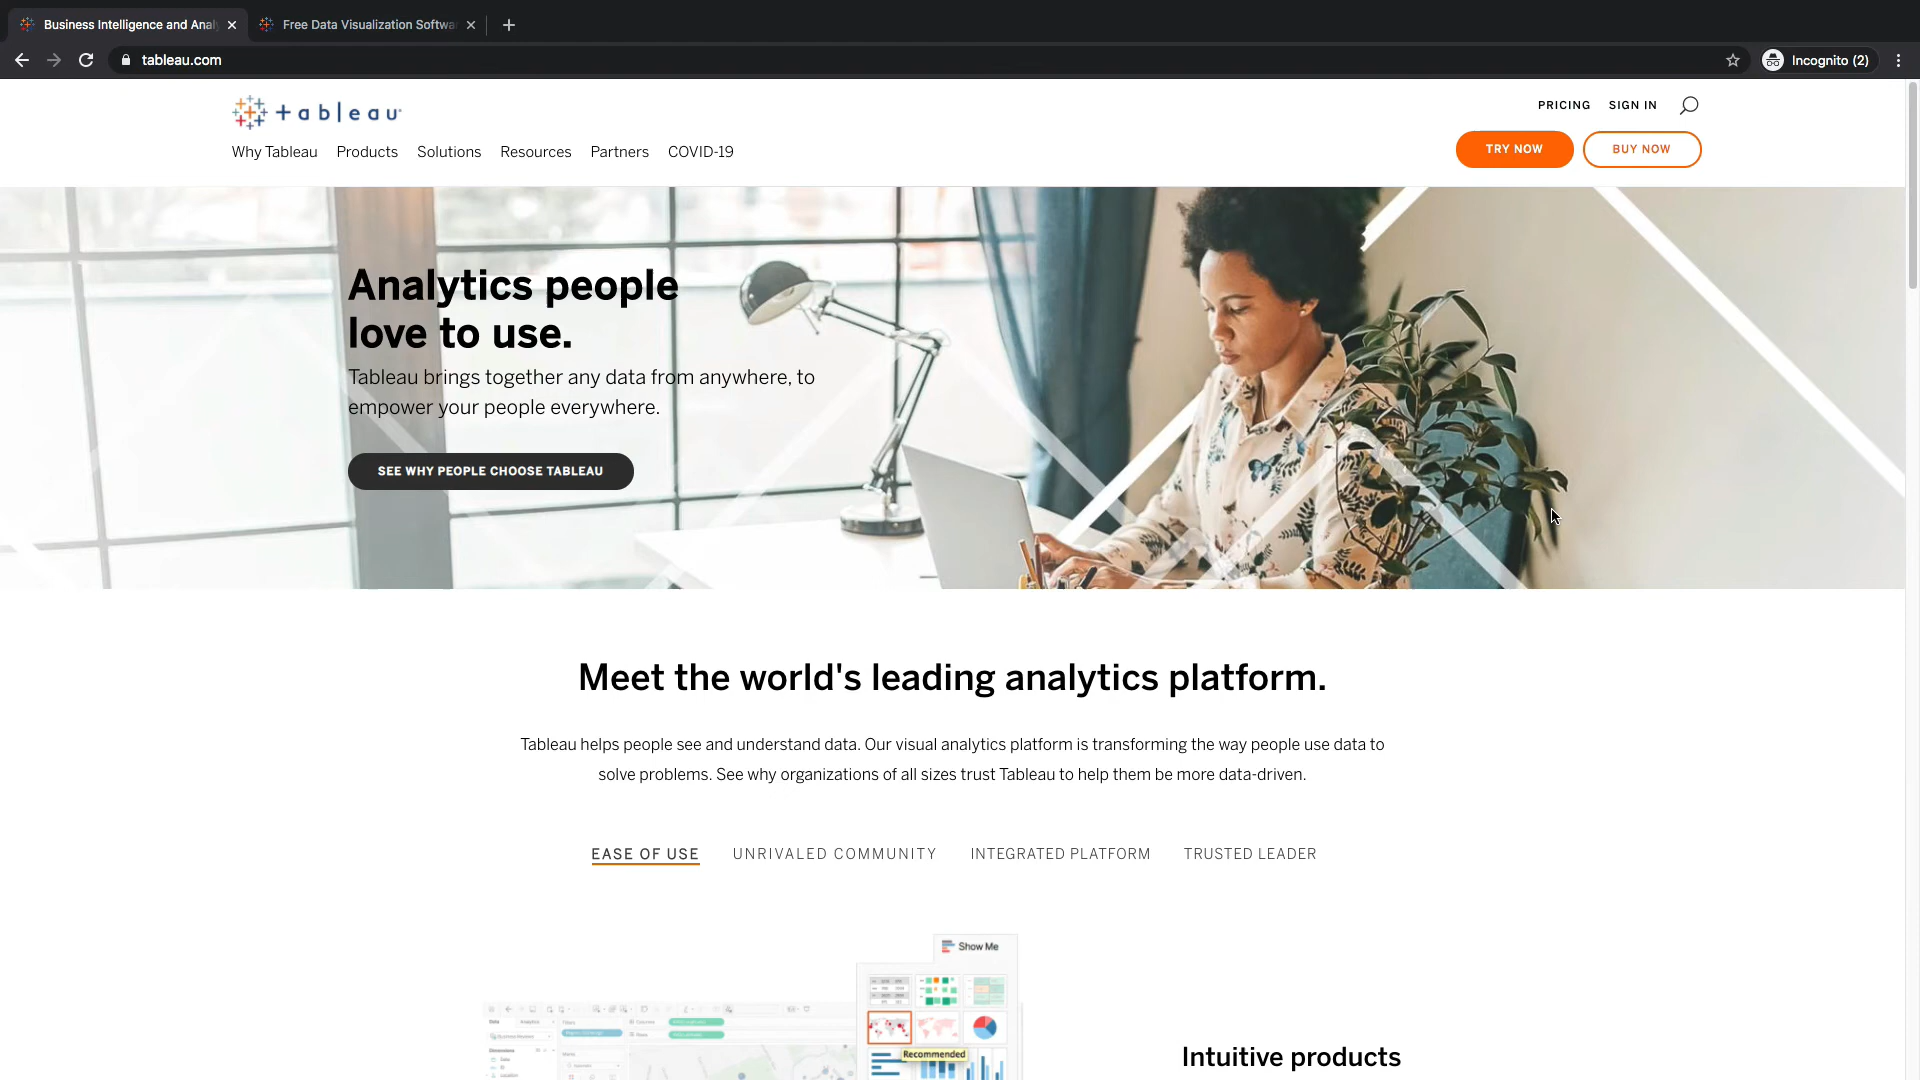 Business Intelligence and Anal
Free Data Visualization Softwa
tableau.com
Incognito (2)
+ableau
PRICING
SIGN IN
Why Tableau
Products
Solutions
Resources
Partners
COVID-19
TRY NOW
BUY NOW
Analytics people
love to use.
Tableau brings together any data from anywhere, to
empower your people everywhere.
SEE WHY PEOPLE CHOOSE TABLEAU
Meet the world's leading analytics platform.
Tableau helps people see and understand data. Our visual analytics platform is transforming the way people use data to
solve problems. See why organizations of all sizes trust Tableau to help them be more data-driven.
EASE OF USE
UNRIVALED COMMUNITY
INTEGRATED PLATFORM
TRUSTED LEADER
Show Me
Recommended
Intuitive products